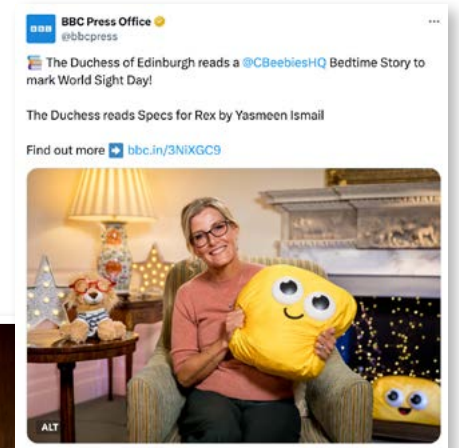 BBC
BBC Press Office
@bbcpress
The Duchess of Edinburgh reads a @CBeebiesHQ Bedtime Story to
mark World Sight Day!
The Duchess reads Specs for Rex by Yasmeen Ismail
Find out more bbc.in/3NiXGC9
ALT